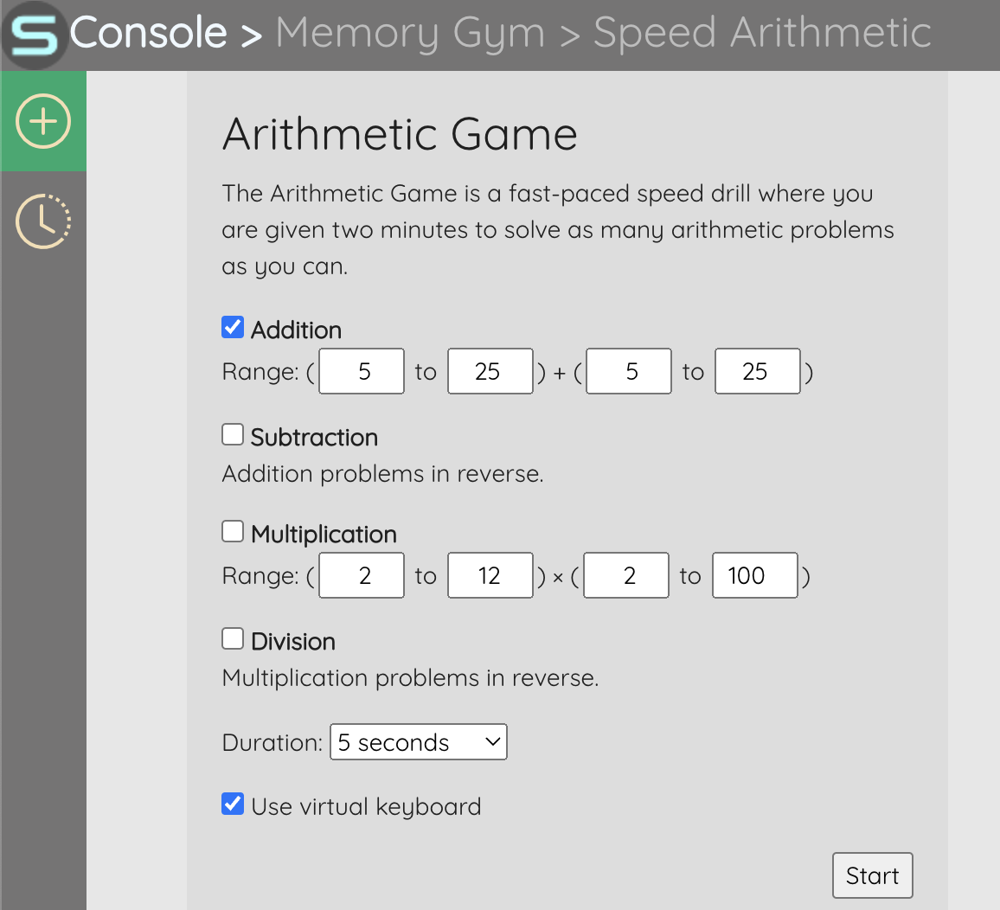 S Console > Memory Gym > Speed Arithmetic
Arithmetic Game
The Arithmetic Game is a fast-paced speed drill where you
are given two minutes to solve as many arithmetic problems
as you can.
Addition
Range: ( 5 to 25 ) + ( 5 to 25 )
Subtraction
Addition problems in reverse.
Multiplication
Range: ( 2 to 12 ) × ( 2 to 100 )
Division
Multiplication problems in reverse.
Duration: 5 seconds
Use virtual keyboard
Start